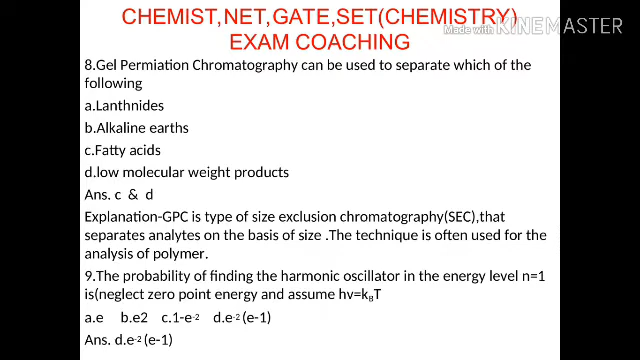 CHEMIST,NET,GATE,SET(CHEMISTRY)
EXAM COACHING
Made with KINEMASTER
8.Gel Permiation Chromatography can be used to separate which of the
following
a.Lanthnides
b.Alkaline earths
c.Fatty acids
d.low molecular weight products
Ans. c & d
Explanation-GPC is type of size exclusion chromatography(SEC),that
separates analytes on the basis of size .The technique is often used for the
analysis of polymer.
9.The probability of finding the harmonic oscillator in the energy level n=1
is(neglect zero point energy and assume hv=kBT
a.e b.e2 c.1-e-2 d.e-2 (e-1)
Ans. d.e-2 (e-1)